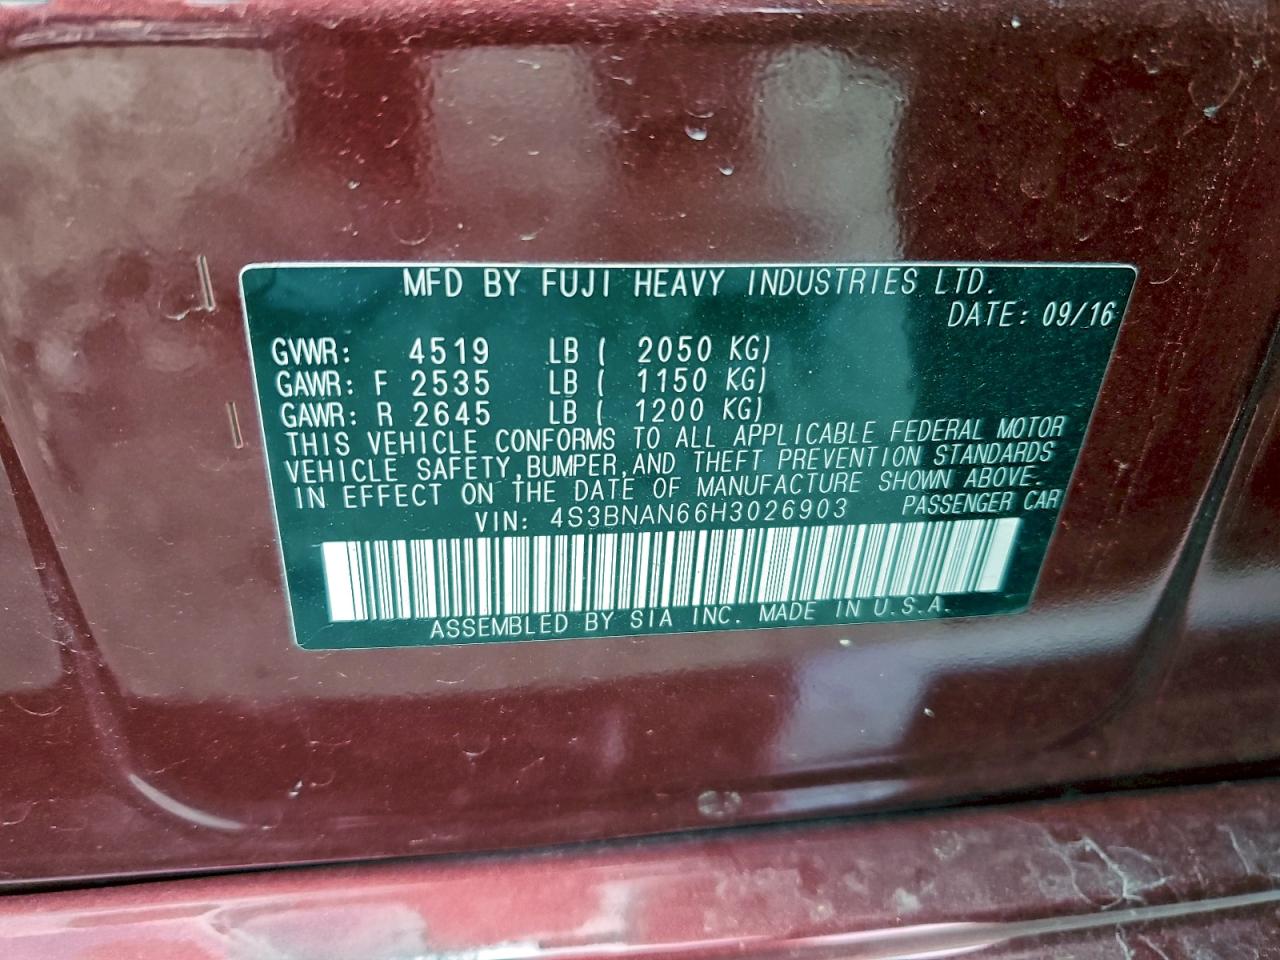 MFD BY FUJI HEAVY INDUSTRIES LTD.
DATE: 09/16
GVWR: 4519 LB ( 2050 KG)
GAWR: F 2535 LB ( 1150 KG)
GAWR: R 2645 LB ( 1200 KG)
THIS VEHICLE CONFORMS TO ALL APPLICABLE FEDERAL MOTOR
VEHICLE SAFETY,BUMPER,AND THEFT PREVENTION STANDARDS
IN EFFECT ON THE DATE OF MANUFACTURE SHOWN ABOVE.
VIN: 4S3BNAN66H3026903 PASSENGER CAR
ASSEMBLED BY SIA INC. MADE IN U.S.A.